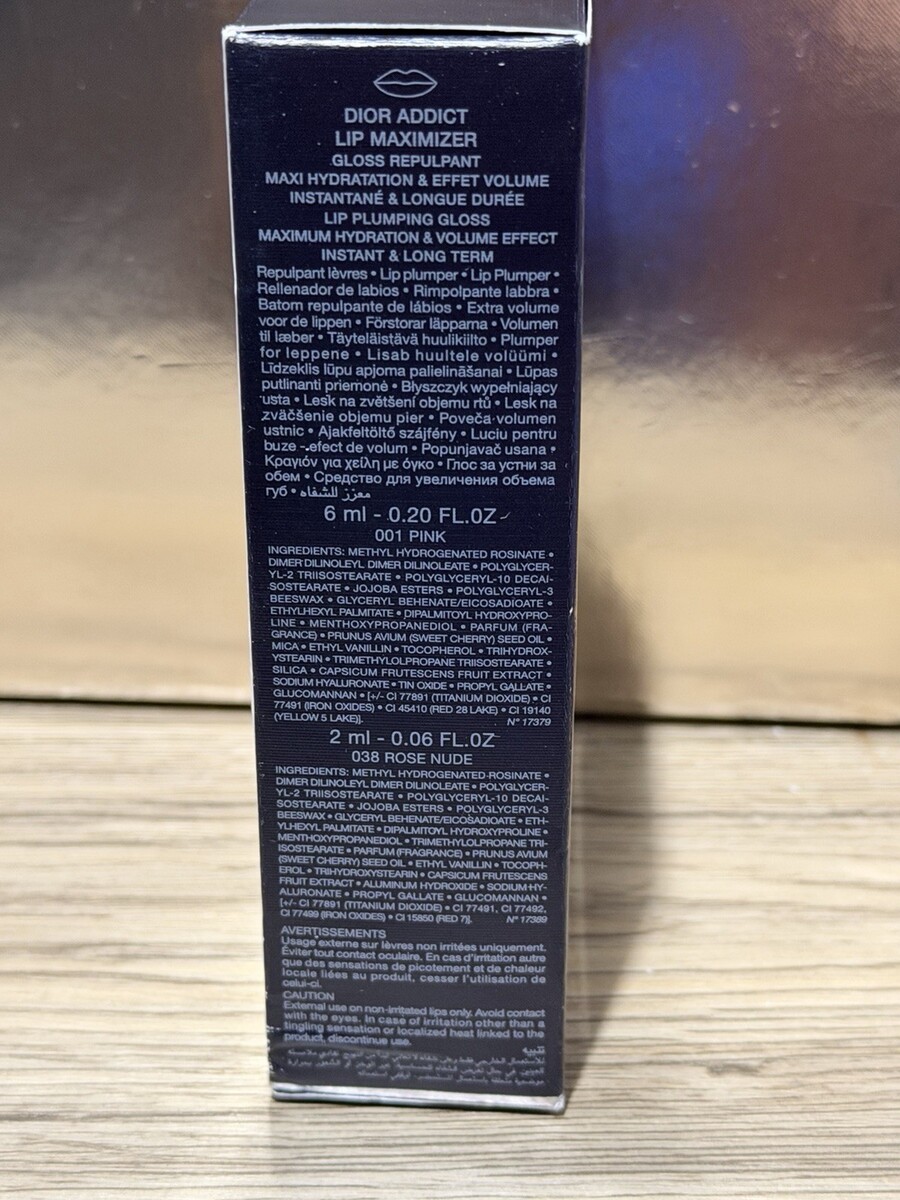 DIOR ADDICT
LIP MAXIMIZER
GLOSS REPULPANT
MAXI HYDRATATION & EFFET VOLUME
INSTANTANÉ & LONGUE DURÉE
LIP PLUMPING GLOSS
MAXIMUM HYDRATION & VOLUME EFFECT
INSTANT & LONG TERM
Repulpant lèvres • Lip plumper • Lip Plumper •
Rellenador de labios • Rimpolpante labbra •
Batom repulpante de lábios • Extra volume
voor de lippen • Förstorar läpparna • Volumen
til læber • Täyteläistävä huulikiilto • Plumper
for leppene • Lisab huultele volüümi •
Līdzeklis lūpu apjoma palielināšanai • Lūpas
putlinanti priemonė • Błyszczyk wypełniający
usta • Lesk na zvětšení objemu rtů • Lesk na
zväčšenie objemu pier • Poveča volumen
ustnic • Ajakfeltöltő szájfény • Luciu pentru
buze - efect de volum • Popunjavač usana •
Κραγιόν για χείλη με όγκο • Глос за устни за
обем • Средство для увеличения объема
губ • معزز للشفاه
6 ml - 0.20 FL.OZ
001 PINK
INGREDIENTS: METHYL HYDROGENATED ROSINATE •
DIMER DILINOLEYL DIMER DILINOLEATE • POLYGLYCER-
YL-2 TRIISOSTEARATE • POLYGLYCERYL-10 DECAI-
SOSTEARATE • JOJOBA ESTERS • POLYGLYCERYL-3
BEESWAX • GLYCERYL BEHENATE/EICOSADIOATE •
ETHYLHEXYL PALMITATE • DIPALMITOYL HYDROXYPRO-
LINE • MENTHOXYPROPANEDIOL • PARFUM (FRA-
GRANCE) • PRUNUS AVIUM (SWEET CHERRY) SEED OIL •
MICA • ETHYL VANILLIN • TOCOPHEROL • TRIHYDROX-
YSTEARIN • TRIMETHYLOLPROPANE TRIISOSTEARATE •
SILICA • CAPSICUM FRUTESCENS FRUIT EXTRACT •
SODIUM HYALURONATE • TIN OXIDE • PROPYL GALLATE •
GLUCOMANNAN • [+/- CI 77891 (TITANIUM DIOXIDE) • CI
77491 (IRON OXIDES) • CI 45410 (RED 28 LAKE) • CI 19140
(YELLOW 5 LAKE)]. N° 17379
2 ml - 0.06 FL.OZ
038 ROSE NUDE
INGREDIENTS: METHYL HYDROGENATED ROSINATE •
DIMER DILINOLEYL DIMER DILINOLEATE • POLYGLYCER-
YL-2 TRIISOSTEARATE • POLYGLYCERYL-10 DECAI-
SOSTEARATE • JOJOBA ESTERS • POLYGLYCERYL-3
BEESWAX • GLYCERYL BEHENATE/EICOSADIOATE • ETH-
YLHEXYL PALMITATE • DIPALMITOYL HYDROXYPROLINE •
MENTHOXYPROPANEDIOL • TRIMETHYLOLPROPANE TRI-
ISOSTEARATE • PARFUM (FRAGRANCE) • PRUNUS AVIUM
(SWEET CHERRY) SEED OIL • ETHYL VANILLIN • TOCOPH-
EROL • TRIHYDROXYSTEARIN • CAPSICUM FRUTESCENS
FRUIT EXTRACT • ALUMINUM HYDROXIDE • SODIUM HY-
ALURONATE • PROPYL GALLATE • GLUCOMANNAN •
[+/- CI 77891 (TITANIUM DIOXIDE) • CI 77491, CI 77492,
CI 77499 (IRON OXIDES) • CI 15850 (RED 7)]. N° 17389
AVERTISSEMENTS
Usage externe sur lèvres non irritées uniquement.
Éviter tout contact oculaire. En cas d'irritation autre
que des sensations de picotement et de chaleur
locale liées au produit, cesser l'utilisation de
celui-ci.
CAUTION
External use on non-irritated lips only. Avoid contact
with the eyes. In case of irritation other than a
tingling sensation or localized heat linked to the
product, discontinue use.
تنبيه